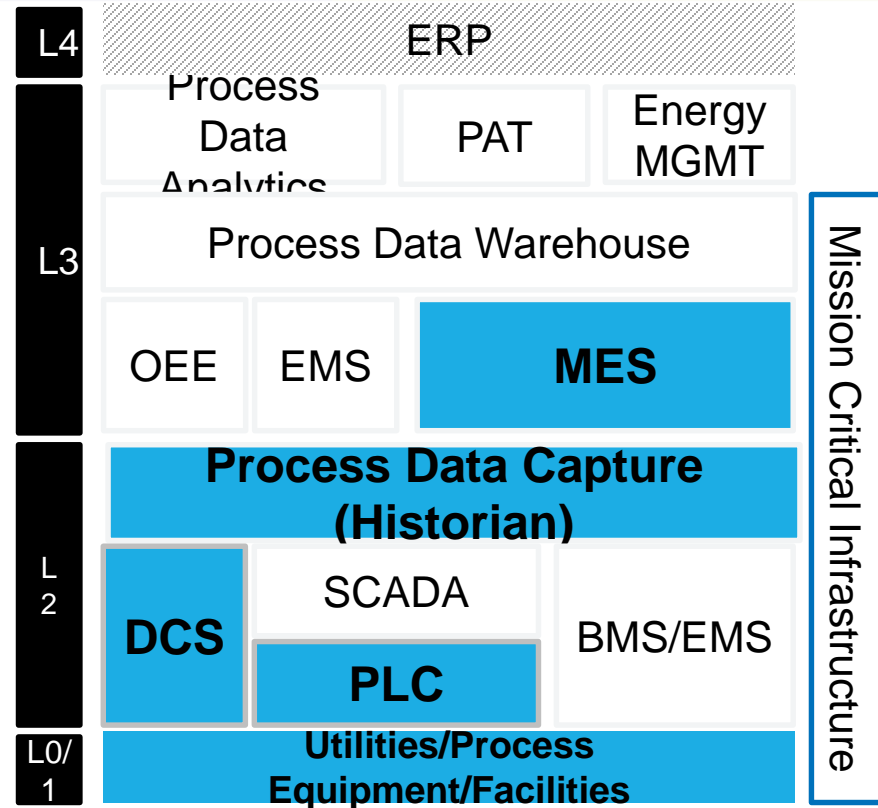 L4
ERP
L3
Process
Data
Analytics
PAT
Energy
MGMT
Process Data Warehouse
OEE
EMS
MES
L
2
Process Data Capture
(Historian)
DCS
SCADA
PLC
BMS/EMS
L0/
1
Utilities/Process
Equipment/Facilities
Mission Critical Infrastructure